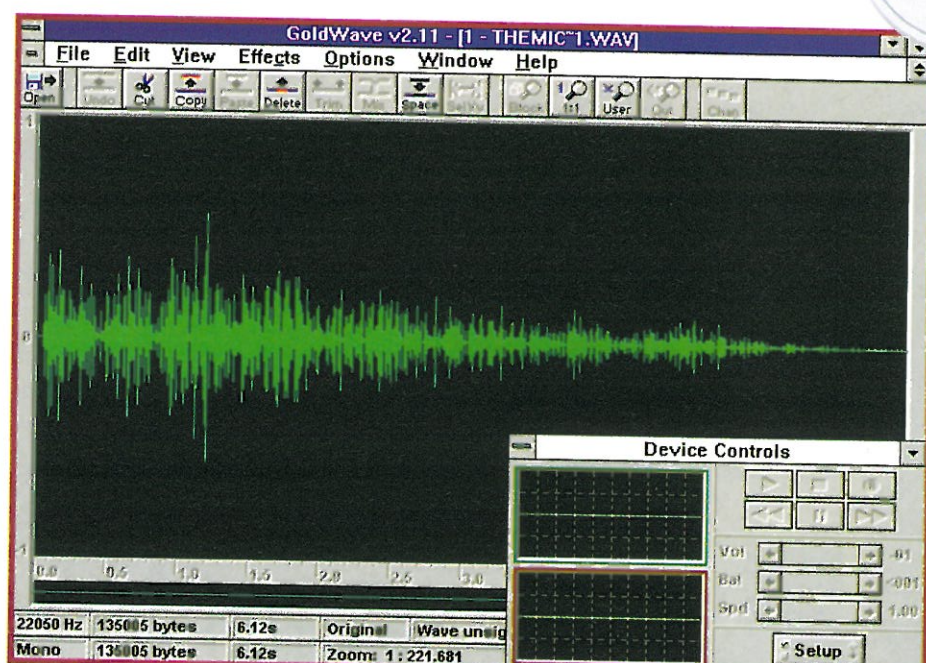 GoldWave v2.11 - [1 - THEMIC~1.WAV]
File Edit View Effects Options Window Help
Open Undo Cut Copy Paste Delete Trim Mix Space Block 1:1 User Out Chan
1
0
-1
0.0 0.5 1.0 1.5 2.0 2.5 3.0
22050 Hz 135005 bytes 6.12s Original Wave unsig
Mono 135005 bytes 6.12s Zoom: 1 : 221.681
Device Controls
Vol
Bal
Spd 1.00
Setup